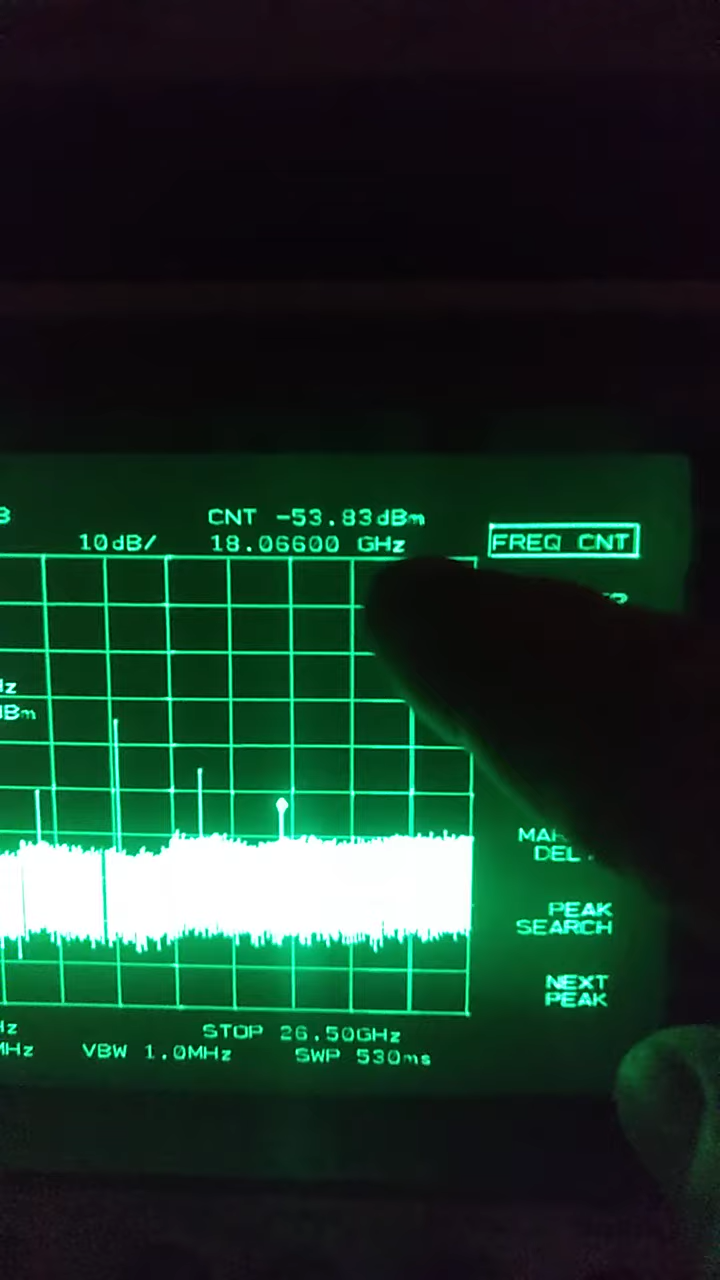 CNT -53.83dBm
10dB/ 18.06600 GHz
FREQ CNT
PEAK
SEARCH
NEXT
PEAK
STOP 26.50GHz
VBW 1.0MHz SWP 530ms